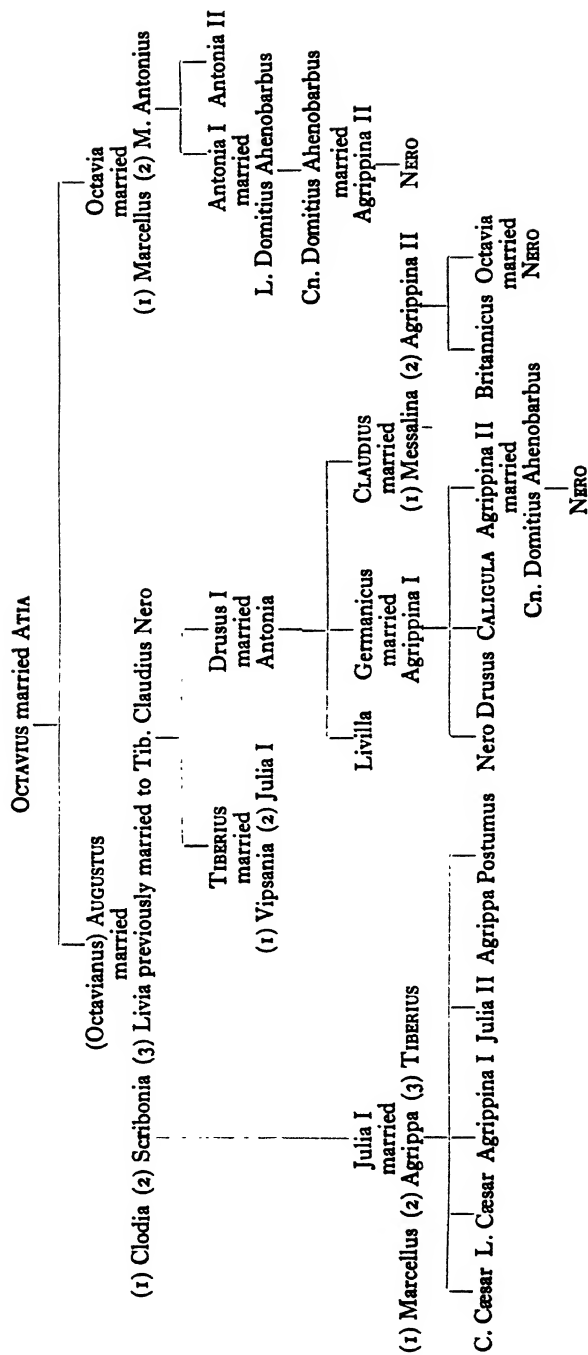 OCTAVIUS married ATIA
(Octavianus) AUGUSTUS
married
(1) Clodia (2) Scribonia (3) Livia previously married to Tib. Claudius Nero
Octavia
married
(1) Marcellus (2) M. Antonius
TIBERIUS
married
(1) Vipsania (2) Julia I
Drusus I
married
Antonia
Antonia I Antonia II
married
L. Domitius Ahenobarbus
Cn. Domitius Ahenobarbus
married
Agrippina II
NERO
Julia I
married
(1) Marcellus (2) Agrippa (3) TIBERIUS
Livilla
Germanicus
married
Agrippina I
CLAUDIUS
married
(1) Messalina (2) Agrippina II
C. Cæsar L. Cæsar Agrippina I Julia II Agrippa Postumus
Nero Drusus CALIGULA Agrippina II
married
Cn. Domitius Ahenobarbus
NERO
Britannicus Octavia
married
NERO